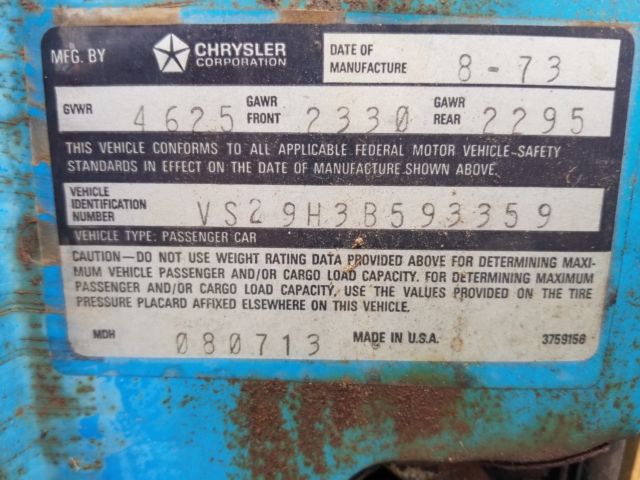 MFG. BY CHRYSLER CORPORATION DATE OF MANUFACTURE 8-73
GVWR 4625 GAWR FRONT 2330 GAWR REAR 2295
THIS VEHICLE CONFORMS TO ALL APPLICABLE FEDERAL MOTOR VEHICLE-SAFETY
STANDARDS IN EFFECT ON THE DATE OF MANUFACTURE SHOWN ABOVE.
VEHICLE IDENTIFICATION NUMBER VS29H3B593359
VEHICLE TYPE: PASSENGER CAR
CAUTION—DO NOT USE WEIGHT RATING DATA PROVIDED ABOVE FOR DETERMINING MAXI-
MUM VEHICLE PASSENGER AND/OR CARGO LOAD CAPACITY. FOR DETERMINING MAXIMUM
PASSENGER AND/OR CARGO LOAD CAPACITY, USE THE VALUES PROVIDED ON THE TIRE
PRESSURE PLACARD AFFIXED ELSEWHERE ON THIS VEHICLE.
MDH 080713 MADE IN U.S.A. 3759156